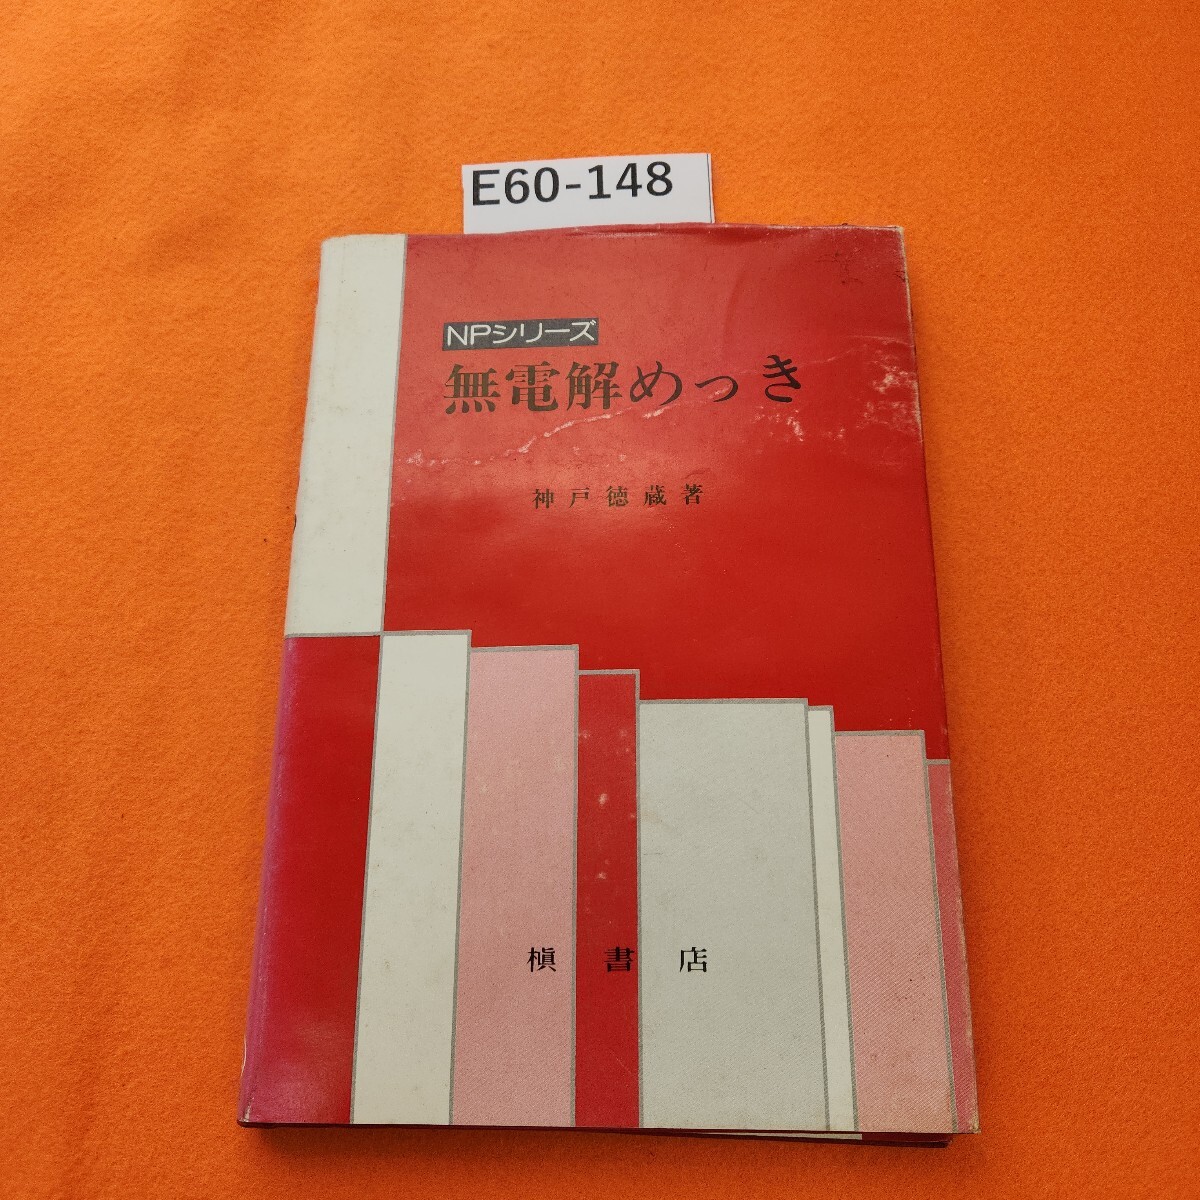 E60-148
NPシリーズ
無電解めっき
神戸徳蔵著
槇書店